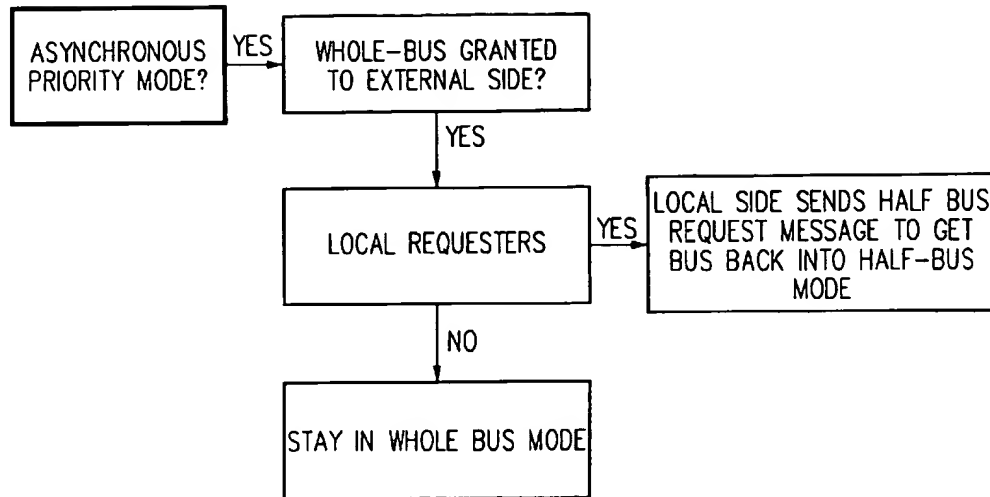 ASYNCHRONOUS
PRIORITY MODE?
YES
WHOLE-BUS GRANTED
TO EXTERNAL SIDE?
YES
LOCAL REQUESTERS
YES
LOCAL SIDE SENDS HALF BUS
REQUEST MESSAGE TO GET
BUS BACK INTO HALF-BUS
MODE
NO
STAY IN WHOLE BUS MODE